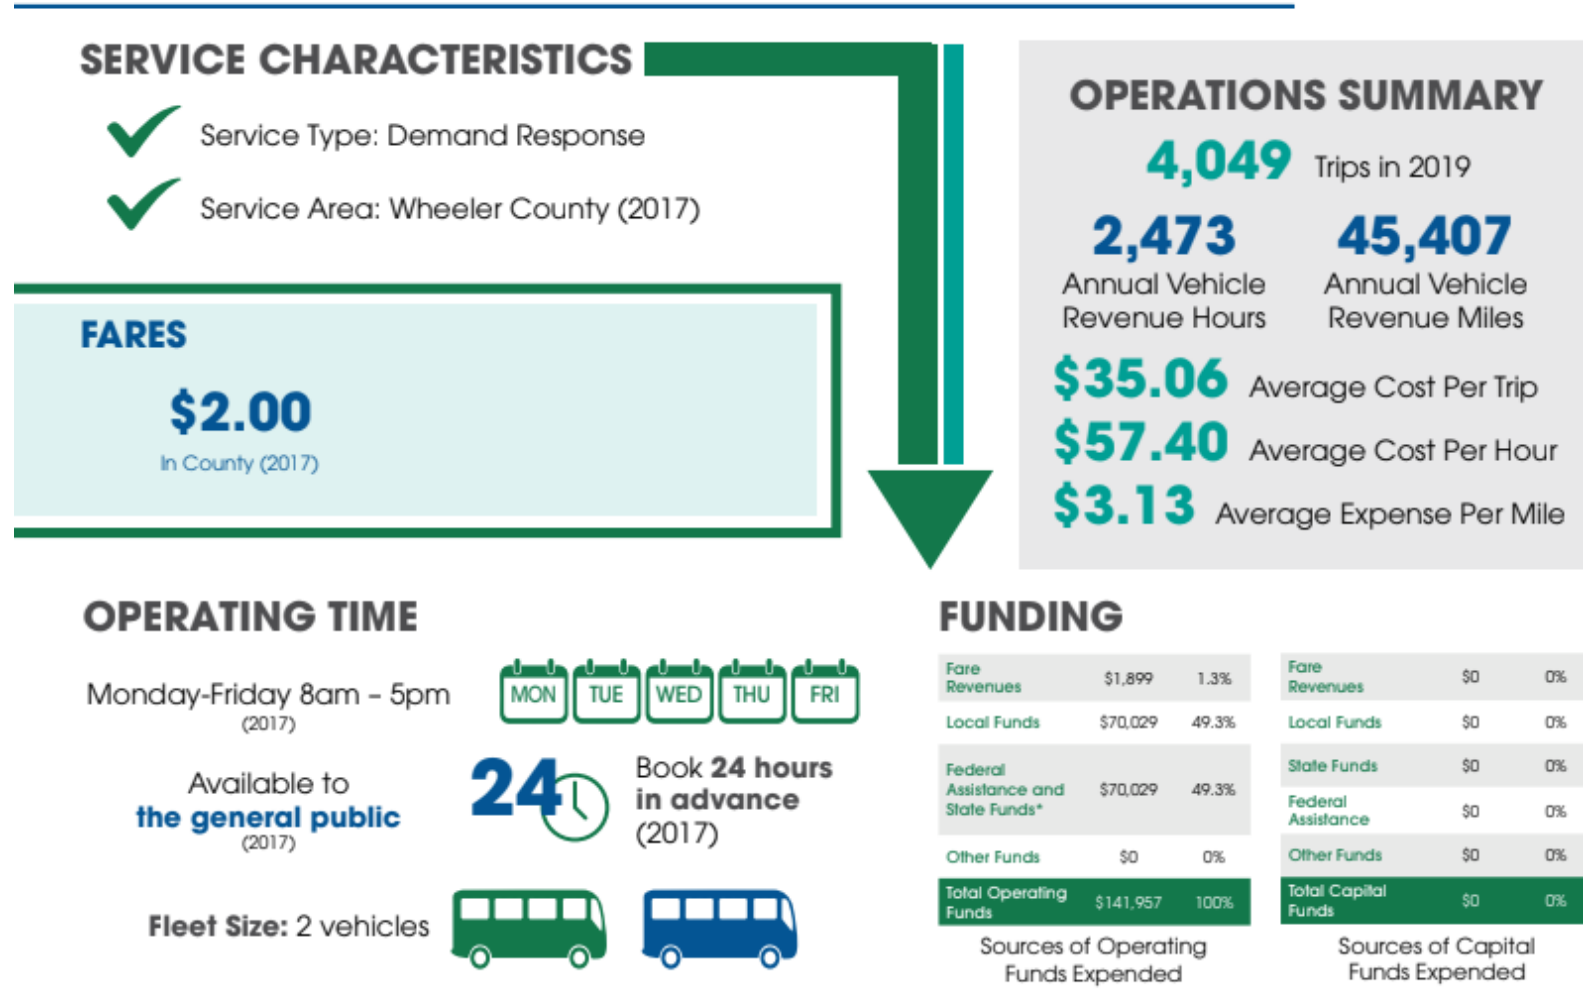 SERVICE CHARACTERISTICS
Service Type: Demand Response
Service Area: Wheeler County (2017)
FARES
$2.00
In County (2017)
OPERATIONS SUMMARY
4,049 Trips in 2019
2,473 45,407
Annual Vehicle Annual Vehicle
Revenue Hours Revenue Miles
$35.06 Average Cost Per Trip
$57.40 Average Cost Per Hour
$3.13 Average Expense Per Mile
OPERATING TIME
Monday-Friday 8am – 5pm
(2017)
MON TUE WED THU FRI
Available to
the general public
(2017)
24
Book 24 hours
in advance
(2017)
Fleet Size: 2 vehicles
FUNDING
Fare
Revenues $1,899 1.3%
Local Funds $70,029 49.3%
Federal
Assistance and $70,029 49.3%
State Funds*
Other Funds $0 0%
Total Operating
Funds $141,957 100%
Sources of Operating
Funds Expended
Fare
Revenues $0 0%
Local Funds $0 0%
State Funds $0 0%
Federal
Assistance $0 0%
Other Funds $0 0%
Total Capital
Funds $0 0%
Sources of Capital
Funds Expended